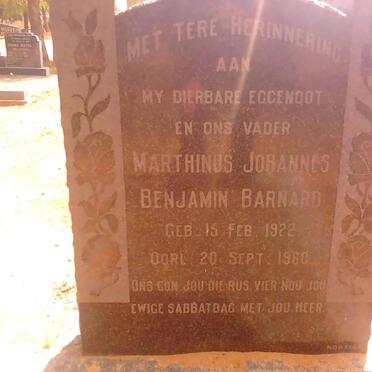 MET TERE HERINNERING
AAN
MY DIERBARE EGGENOOT
EN ONS VADER
MARTHINUS JOHANNES
BENJAMIN BARNARD
GEB. 15 FEB. 1922
OORL. 20 SEPT. 1960
ONS GUN JOU DIE RUS, VIER NOU JOU
EWIGE SABBATDAG MET JOU HEER.